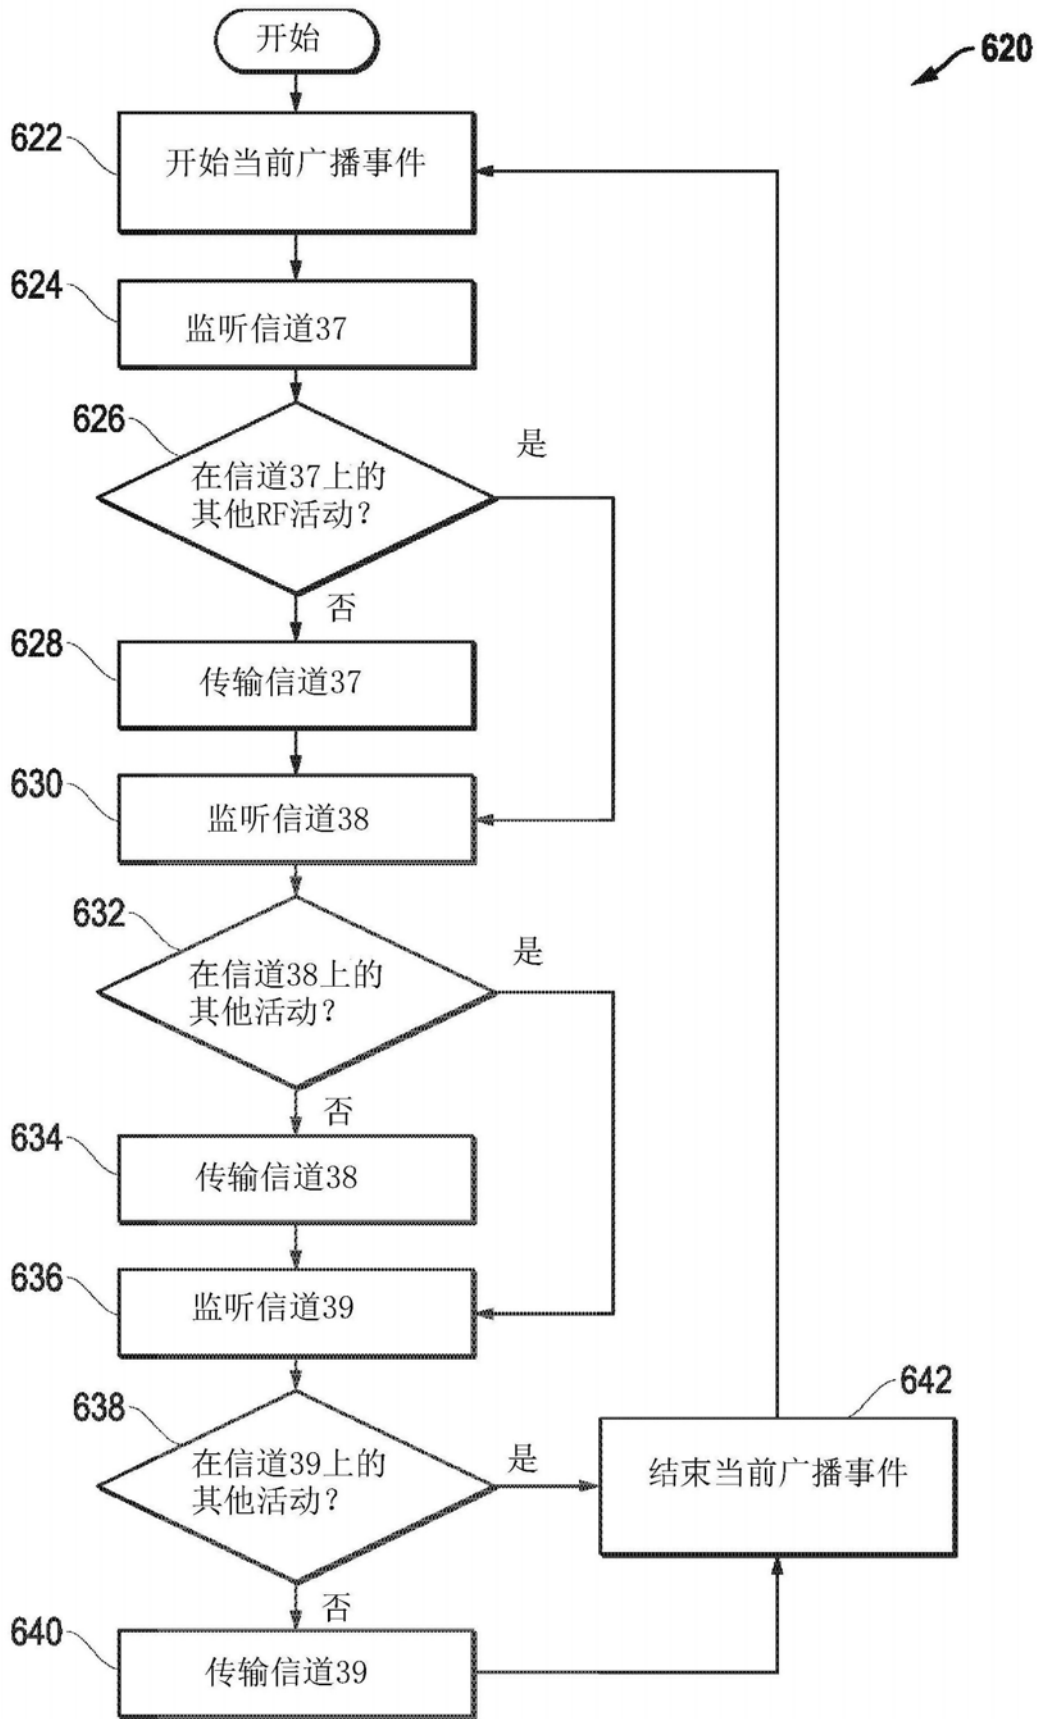 开始
620
622
开始当前广播事件
624
监听信道37
626
在信道37上的
其他RF活动？
是
否
628
传输信道37
630
监听信道38
632
在信道38上的
其他活动？
是
否
634
传输信道38
636
监听信道39
638
在信道39上的
其他活动？
是
642
结束当前广播事件
否
640
传输信道39